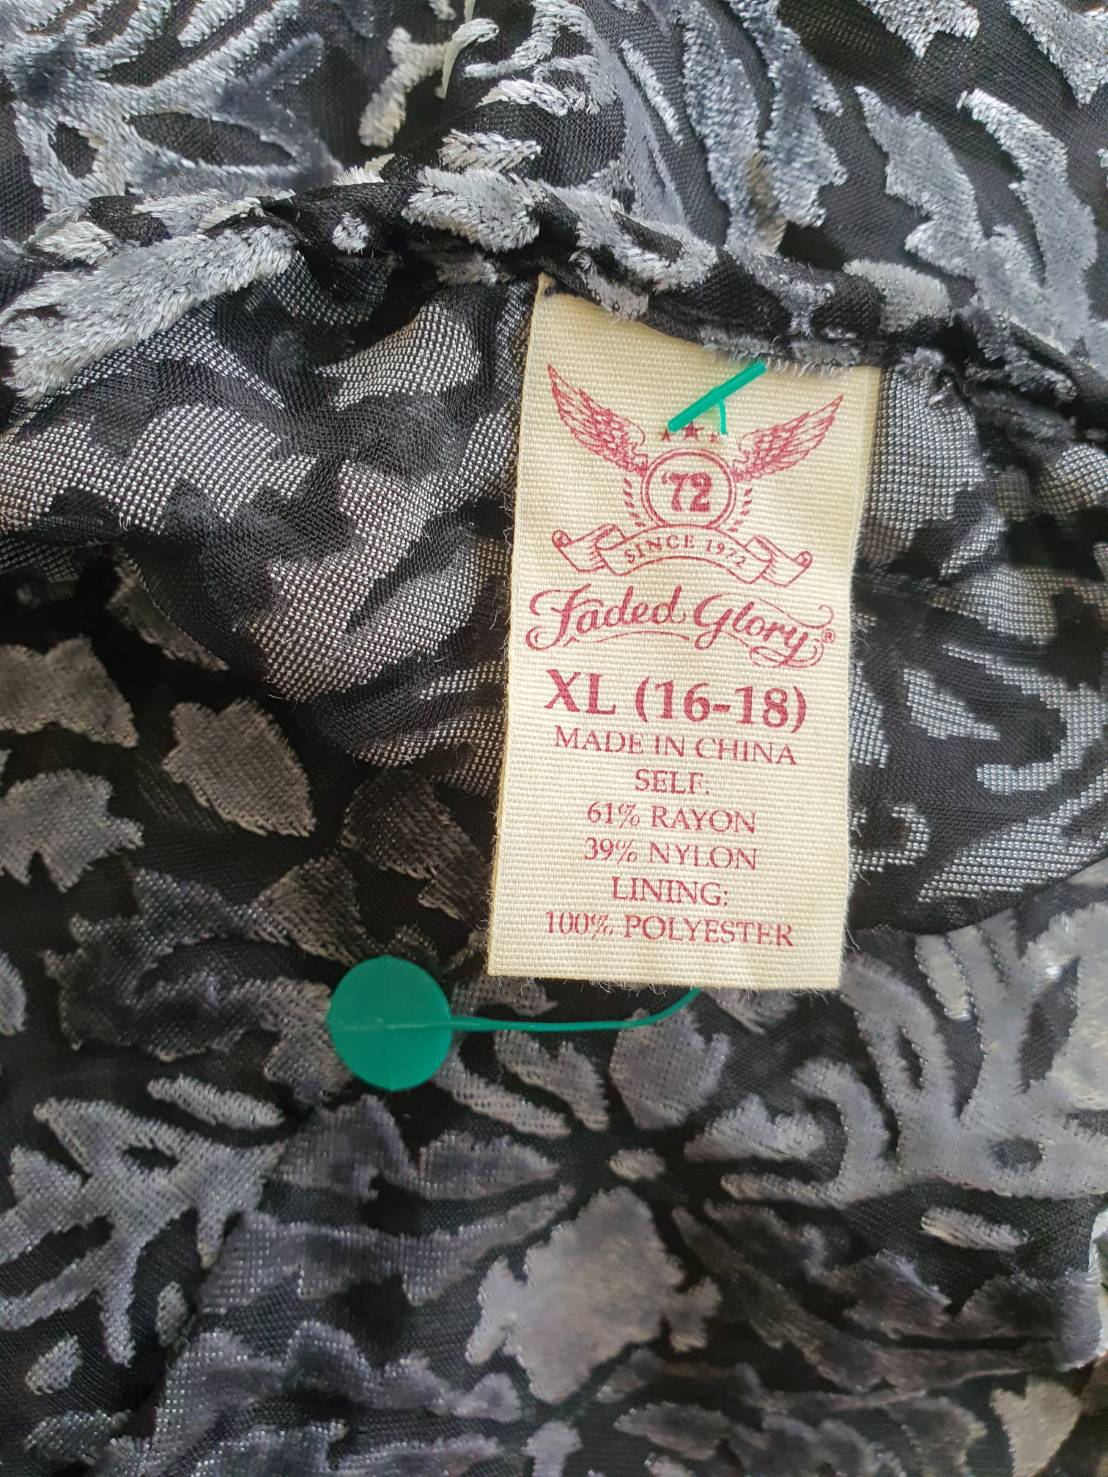 '72
SINCE 1972
Faded Glory®
XL (16-18)
MADE IN CHINA
SELF:
61% RAYON
39% NYLON
LINING:
100% POLYESTER